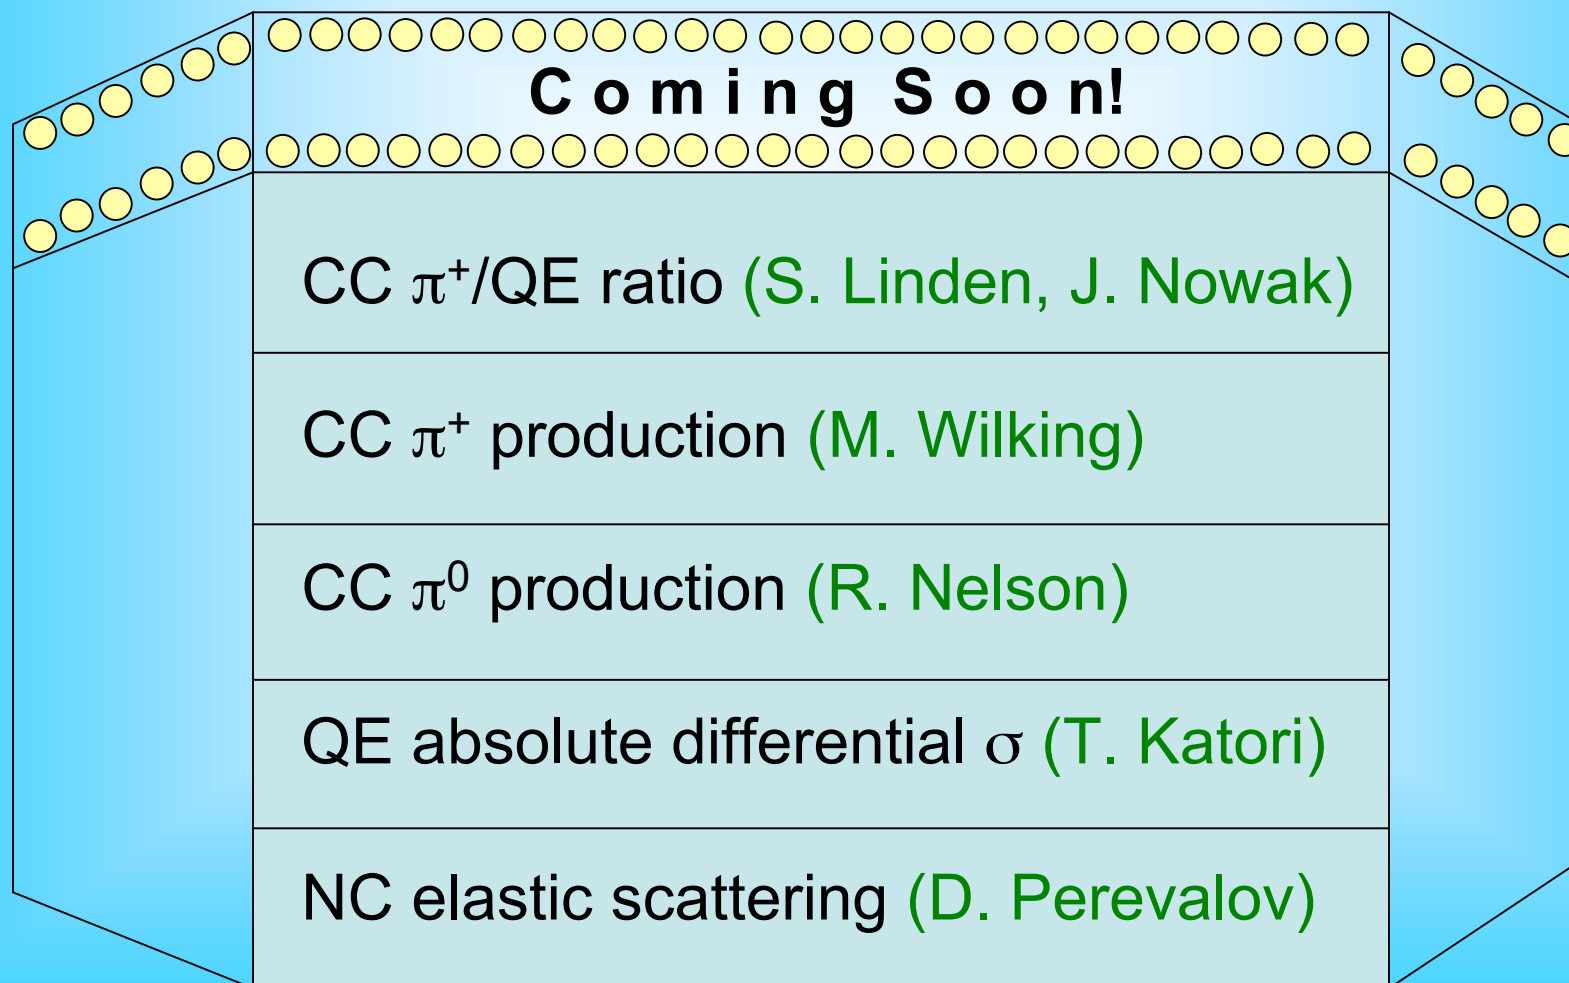 Coming Soon!
CC π⁺/QE ratio (S. Linden, J. Nowak)
CC π⁺ production (M. Wilking)
CC π⁰ production (R. Nelson)
QE absolute differential σ (T. Katori)
NC elastic scattering (D. Perevalov)